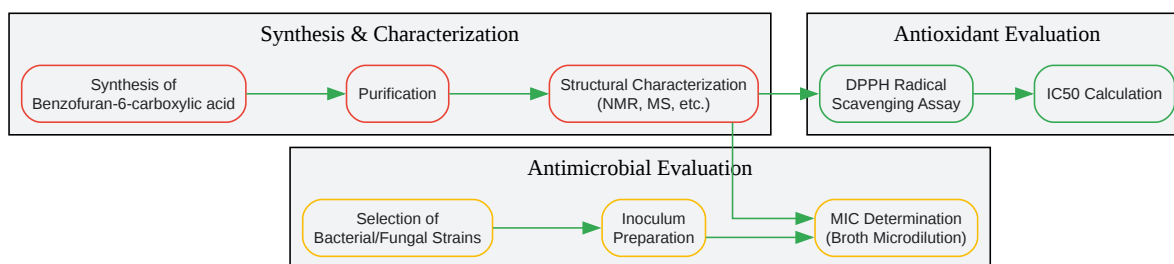 Synthesis & Characterization
Synthesis of
Benzofuran-6-carboxylic acid
Purification
Structural Characterization
(NMR, MS, etc.)
Antioxidant Evaluation
DPPH Radical
Scavenging Assay
IC50 Calculation
Antimicrobial Evaluation
Selection of
Bacterial/Fungal Strains
Inoculum
Preparation
MIC Determination
(Broth Microdilution)